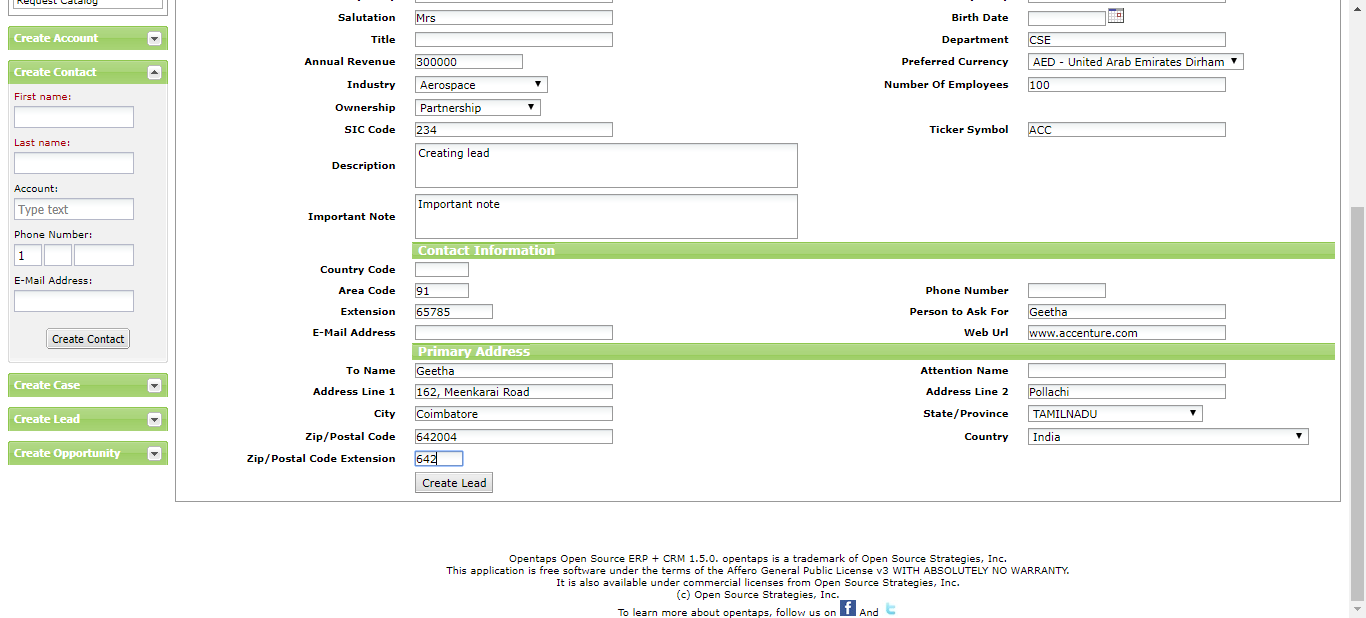 Request Catalog
Create Account
Create Contact
First name:
Last name:
Account:
Type text
Phone Number:
1
E-Mail Address:
Create Contact
Create Case
Create Lead
Create Opportunity
Salutation Mrs Birth Date
Title Department CSE
Annual Revenue 300000 Preferred Currency AED - United Arab Emirates Dirham
Industry Aerospace Number Of Employees 100
Ownership Partnership
SIC Code 234 Ticker Symbol ACC
Description Creating lead
Important Note Important note
Contact Information
Country Code
Area Code 91 Phone Number
Extension 65785 Person to Ask For Geetha
E-Mail Address Web Url www.accenture.com
Primary Address
To Name Geetha Attention Name
Address Line 1 162, Meenkarai Road Address Line 2 Pollachi
City Coimbatore State/Province TAMILNADU
Zip/Postal Code 642004 Country India
Zip/Postal Code Extension 642
Create Lead
Opentaps Open Source ERP + CRM 1.5.0. opentaps is a trademark of Open Source Strategies, Inc.
This application is free software under the terms of the Affero General Public License v3 WITH ABSOLUTELY NO WARRANTY.
It is also available under commercial licenses from Open Source Strategies, Inc.
(c) Open Source Strategies, Inc.
To learn more about opentaps, follow us on f And t